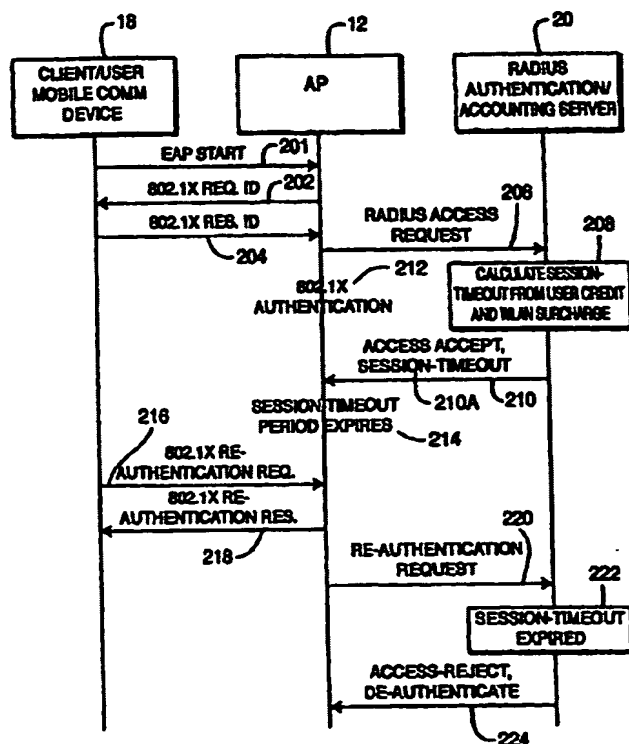 18
12
20
CLIENT/USER
MOBILE COMM
DEVICE
AP
RADIUS
AUTHENTICATION/
ACCOUNTING SERVER
EAP START
201
802.1X REQ. ID
202
802.1X RES. ID
204
RADIUS ACCESS
REQUEST
206
208
CALCULATE SESSION-
TIMEOUT FROM USER CREDIT
AND WLAN SURCHARGE
212
802.1X
AUTHENTICATION
ACCESS ACCEPT,
SESSION-TIMEOUT
210A
210
SESSION-TIMEOUT
PERIOD EXPIRES
214
216
802.1X RE-
AUTHENTICATION REQ.
802.1X RE-
AUTHENTICATION RES.
218
RE-AUTHENTICATION
REQUEST
220
222
SESSION-TIMEOUT
EXPIRED
ACCESS-REJECT,
DE-AUTHENTICATE
224